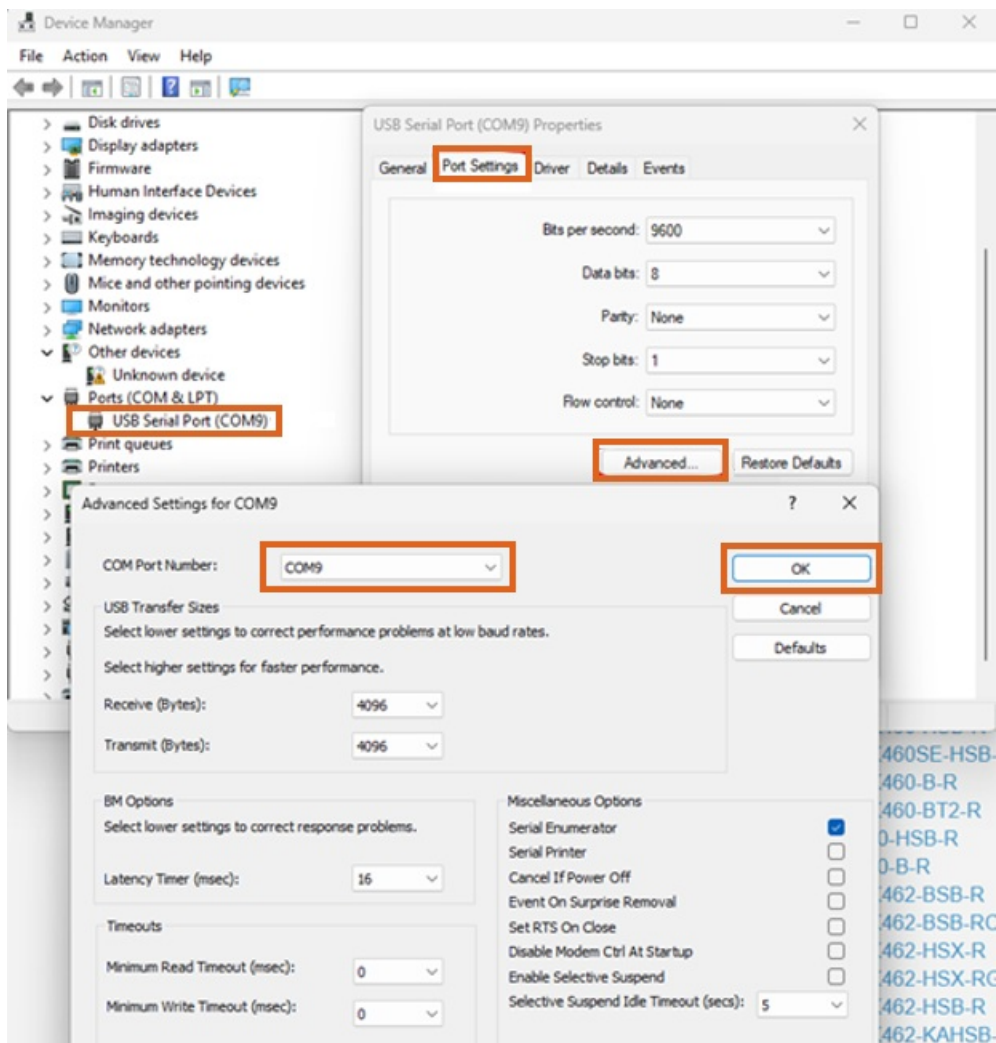 Device Manager
File Action View Help
Disk drives
Display adapters
Firmware
Human Interface Devices
Imaging devices
Keyboards
Memory technology devices
Mice and other pointing devices
Monitors
Network adapters
Other devices
Unknown device
Ports (COM & LPT)
USB Serial Port (COM9)
Print queues
Printers
USB Serial Port (COM9) Properties
General Port Settings Driver Details Events
Bits per second: 9600
Data bits: 8
Parity: None
Stop bits: 1
Flow control: None
Advanced... Restore Defaults
Advanced Settings for COM9 ?
COM Port Number: COM9
OK
Cancel
Defaults
USB Transfer Sizes
Select lower settings to correct performance problems at low baud rates.
Select higher settings for faster performance.
Receive (Bytes): 4096
Transmit (Bytes): 4096
BM Options
Select lower settings to correct response problems.
Latency Timer (msec): 16
Timeouts
Minimum Read Timeout (msec): 0
Minimum Write Timeout (msec): 0
Miscellaneous Options
Serial Enumerator
Serial Printer
Cancel If Power Off
Event On Surprise Removal
Set RTS On Close
Disable Modem Ctrl At Startup
Enable Selective Suspend
Selective Suspend Idle Timeout (secs): 5
460SE-HSB-
460-B-R
460-BT2-R
0-HSB-R
0-B-R
462-BSB-R
462-BSB-RC
462-HSX-R
462-HSX-RG
462-HSB-R
462-KAHSB-